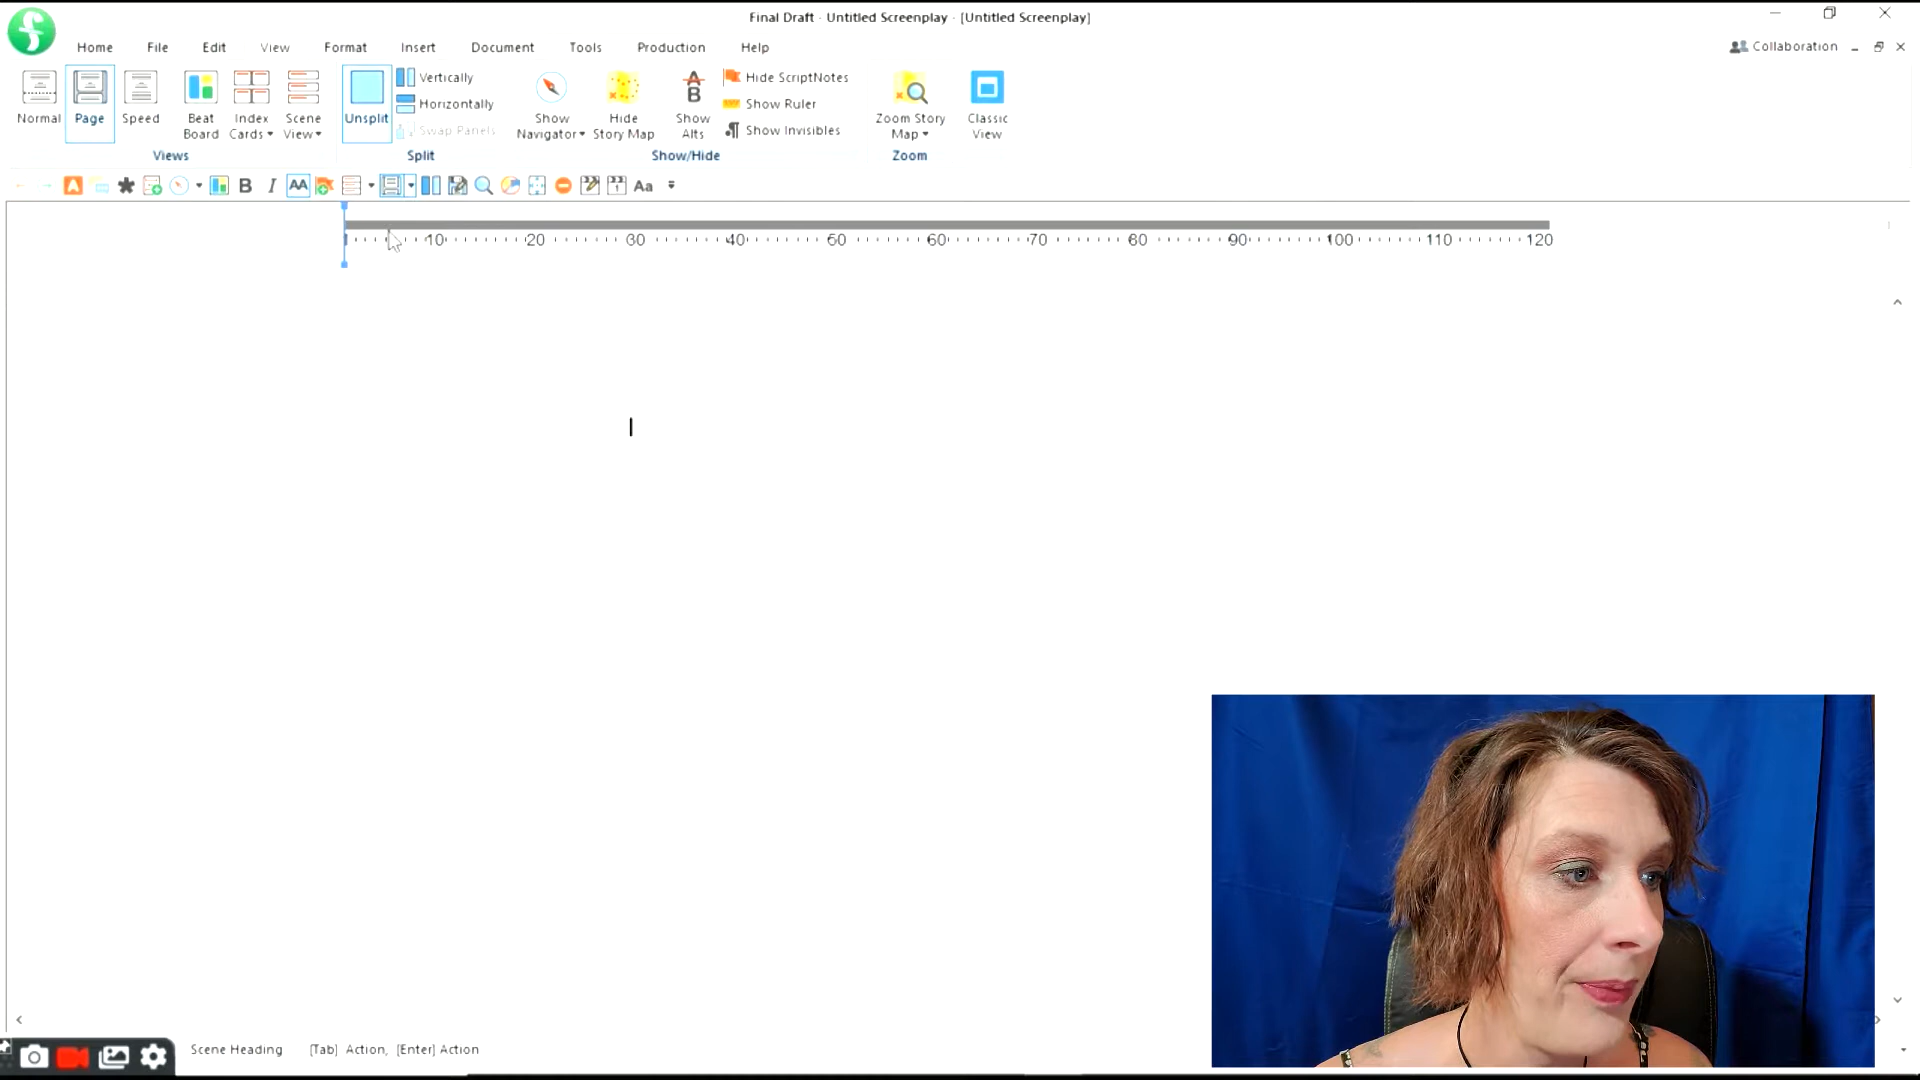 Final Draft - Untitled Screenplay - [Untitled Screenplay]
Home File Edit View Format Insert Document Tools Production Help
Collaboration
Normal Page Speed Beat Board Index Cards Scene View
Views
Unsplit Vertically Horizontally Swap Panels
Split
Show Navigator Hide Story Map Show Alts Hide ScriptNotes Show Ruler Show Invisibles
Show/Hide
Zoom Story Map
Zoom
Classic View
A B I AA Aa
1 10 20 30 40 50 60 70 80 90 100 110 120
Scene Heading [Tab] Action, [Enter] Action